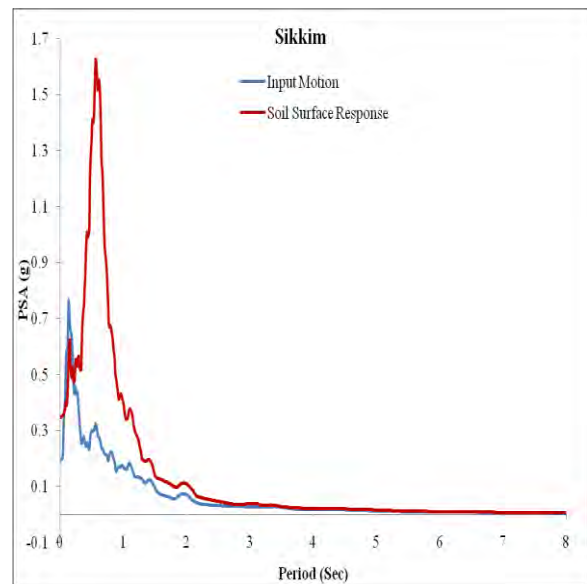 Sikkim
Input Motion
Soil Surface Response
PSA (g)
1.7
1.5
1.3
1.1
0.9
0.7
0.5
0.3
0.1
-0.1
0 1 2 3 4 5 6 7 8
Period (Sec)